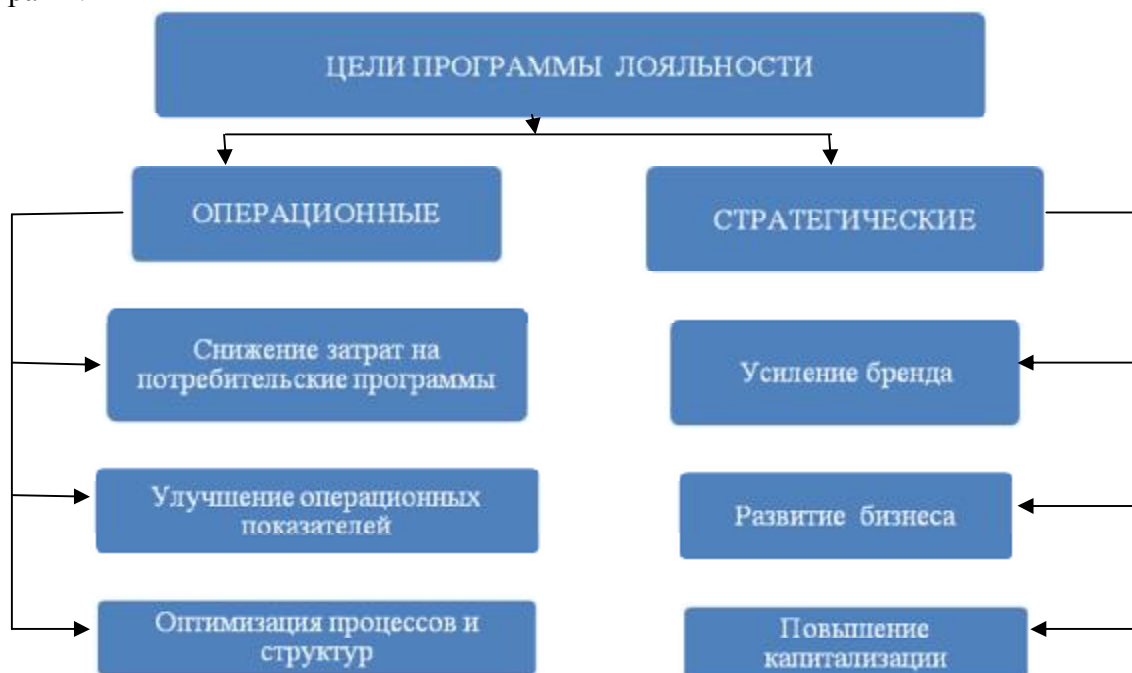 ЦЕЛИ ПРОГРАММЫ ЛОЯЛЬНОСТИ
ОПЕРАЦИОННЫЕ
СТРАТЕГИЧЕСКИЕ
Снижение затрат на
потребительские программы
Усиление бренда
Улучшение операционных
показателей
Развитие бизнеса
Оптимизация процессов и
структур
Повышение
капитализации